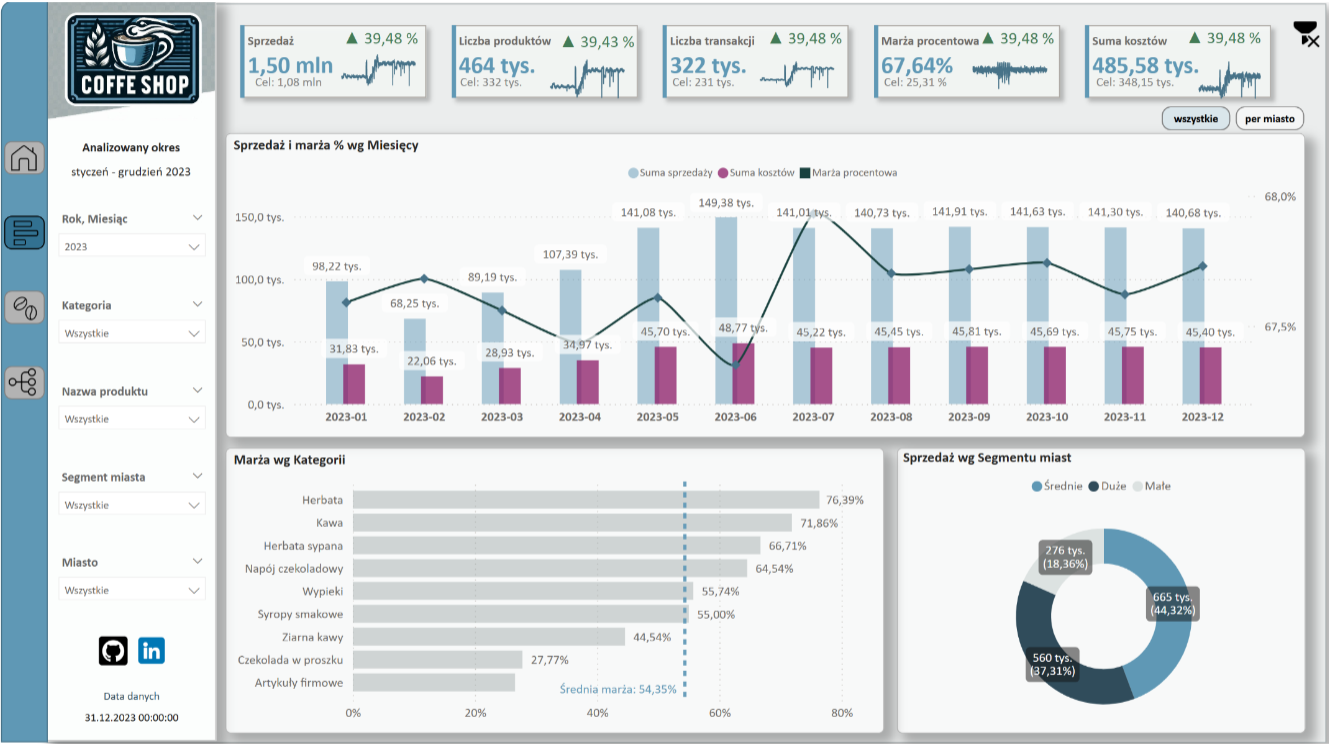 COFFE SHOP
Analizowany okres
styczeń - grudzień 2023
Rok, Miesiąc
2023
Kategoria
Wszystkie
Nazwa produktu
Wszystkie
Segment miasta
Wszystkie
Miasto
Wszystkie
in
Data danych
31.12.2023 00:00:00
Sprzedaż ▲ 39,48 %
1,50 mln
Cel: 1,08 mln
Liczba produktów ▲ 39,43 %
464 tys.
Cel: 332 tys.
Liczba transakcji ▲ 39,48 %
322 tys.
Cel: 231 tys.
Marża procentowa ▲ 39,48 %
67,64%
Cel: 25,31 %
Suma kosztów ▲ 39,48 %
485,58 tys.
Cel: 348,15 tys.
wszystkie per miasto
Sprzedaż i marża % wg Miesięcy
Suma sprzedaży Suma kosztów Marża procentowa
150,0 tys.
100,0 tys.
50,0 tys.
0,0 tys.
68,0%
67,5%
98,22 tys. 68,25 tys. 89,19 tys. 107,39 tys. 141,08 tys. 149,38 tys. 141,01 tys. 140,73 tys. 141,91 tys. 141,63 tys. 141,30 tys. 140,68 tys.
31,83 tys. 22,06 tys. 28,93 tys. 34,97 tys. 45,70 tys. 48,77 tys. 45,22 tys. 45,45 tys. 45,81 tys. 45,69 tys. 45,75 tys. 45,40 tys.
2023-01 2023-02 2023-03 2023-04 2023-05 2023-06 2023-07 2023-08 2023-09 2023-10 2023-11 2023-12
Marża wg Kategorii
Herbata 76,39%
Kawa 71,86%
Herbata sypana 66,71%
Napój czekoladowy 64,54%
Wypieki 55,74%
Syropy smakowe 55,00%
Ziarna kawy 44,54%
Czekolada w proszku 27,77%
Artykuły firmowe
Średnia marża: 54,35%
0% 20% 40% 60% 80%
Sprzedaż wg Segmentu miast
Średnie Duże Małe
276 tys.
(18,36%)
665 tys.
(44,32%)
560 tys.
(37,31%)